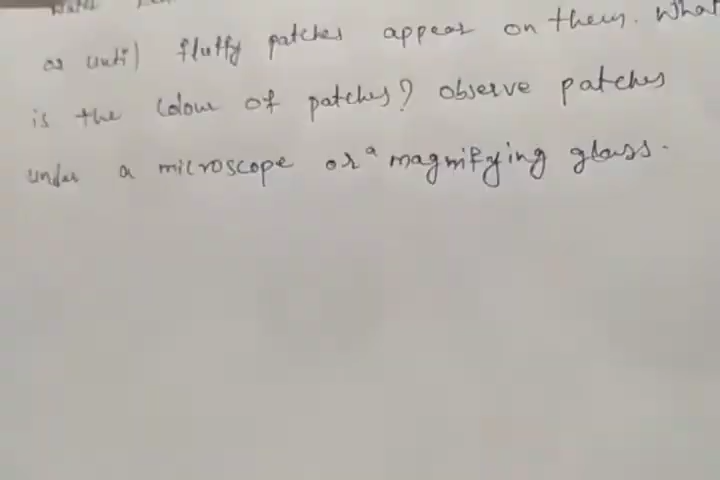 or until fluffy patches appear on them. What
is the colour of patches? observe patches
under a microscope or a magnifying glass.